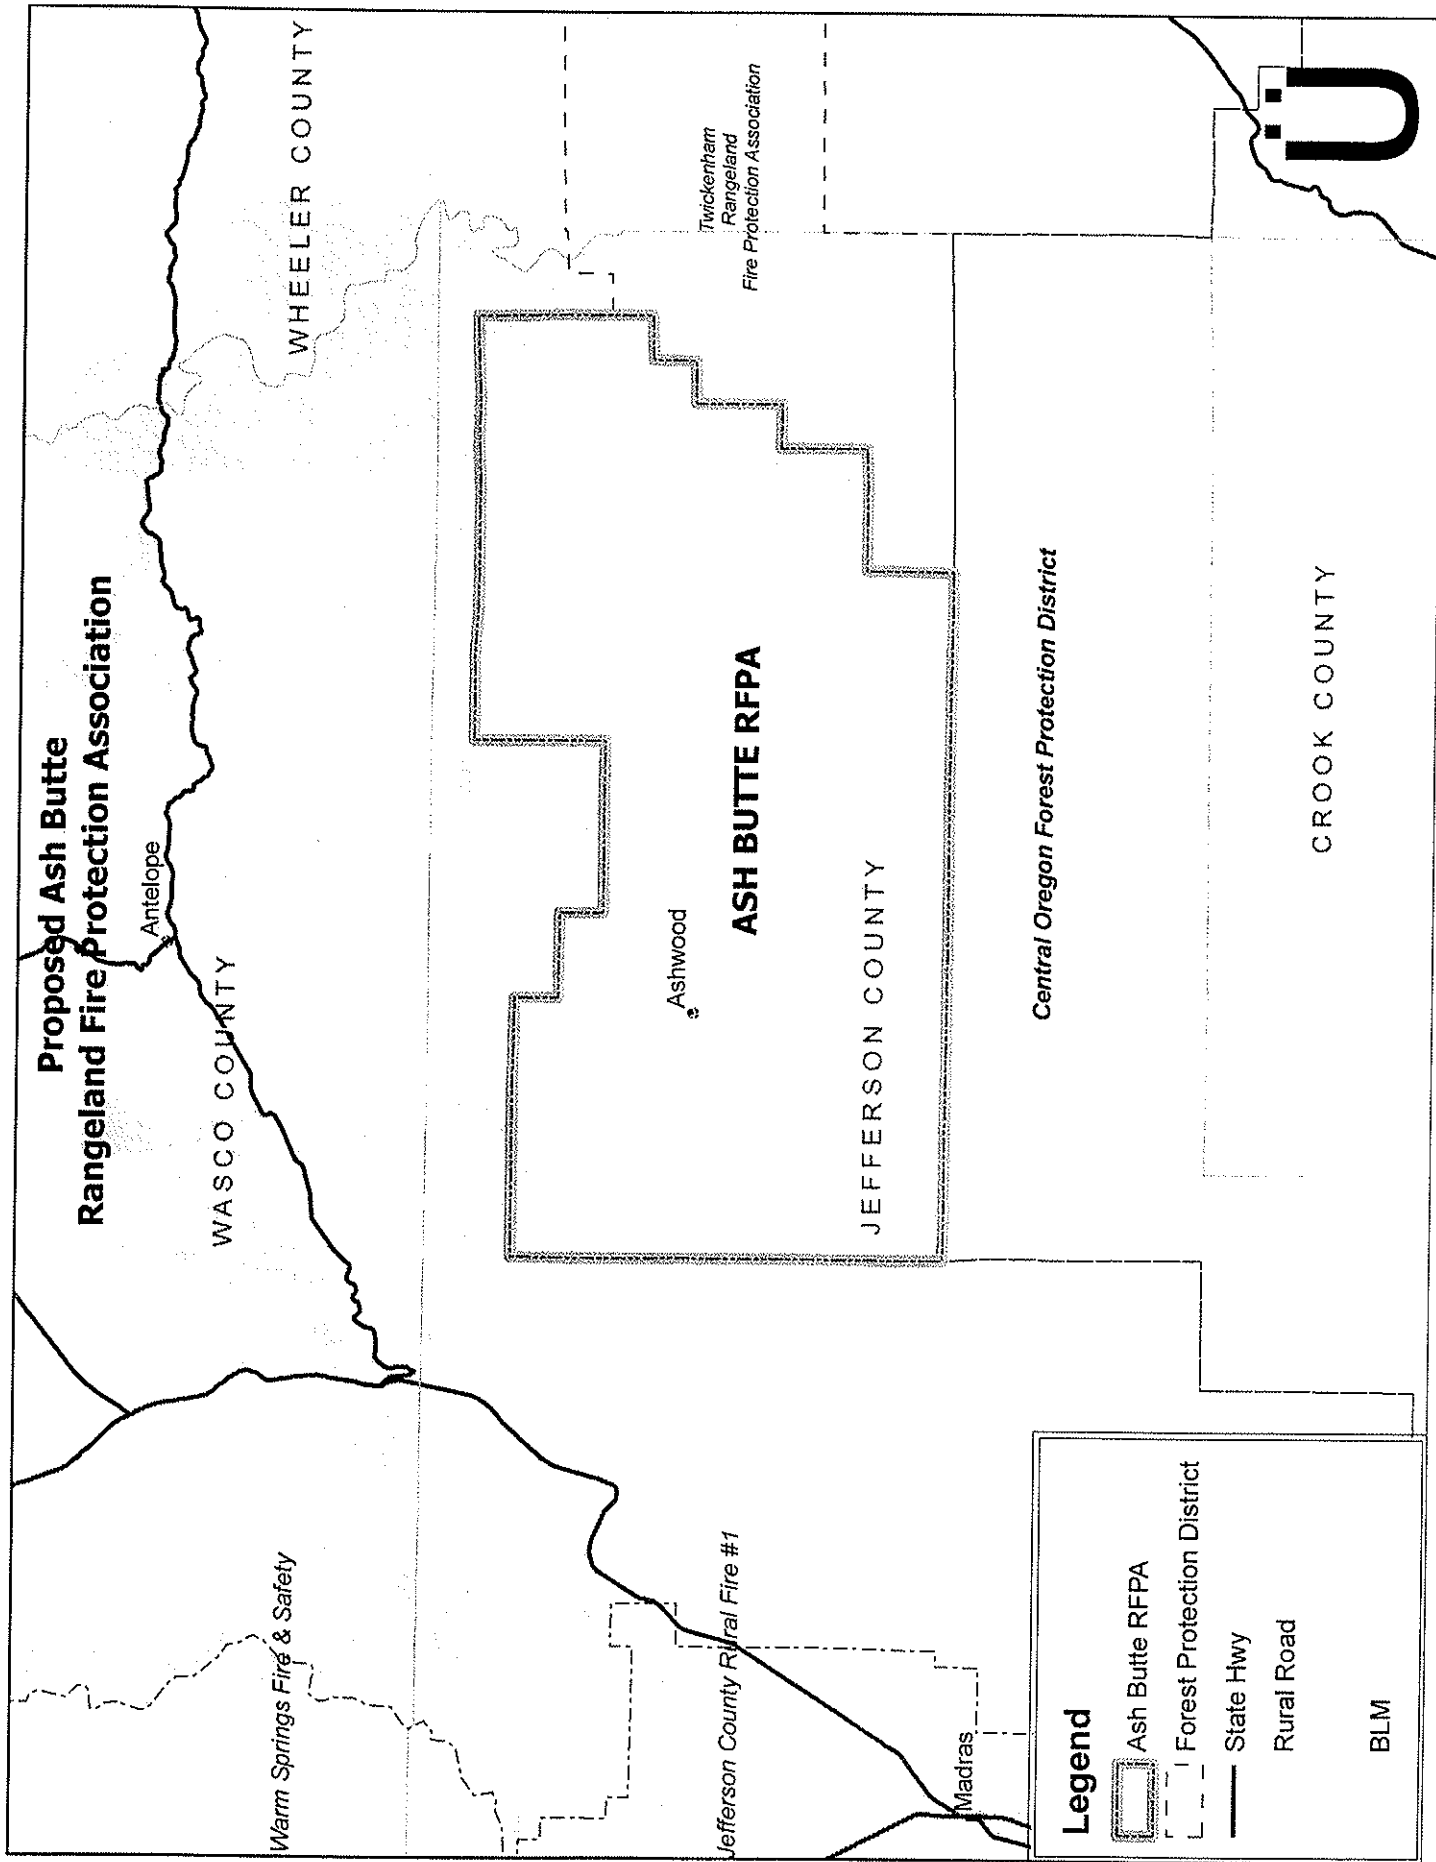 Proposed Ash Butte
Rangeland Fire Protection Association
Antelope
WASCO COUNTY
WHEELER COUNTY
Warm Springs Fire & Safety
Twickenham
Rangeland
Fire Protection Association
Ashwood
ASH BUTTE RFPA
Jefferson County Rural Fire #1
JEFFERSON COUNTY
Madras
Central Oregon Forest Protection District
CROOK COUNTY
Legend
Ash Butte RFPA
Forest Protection District
State Hwy
Rural Road
BLM